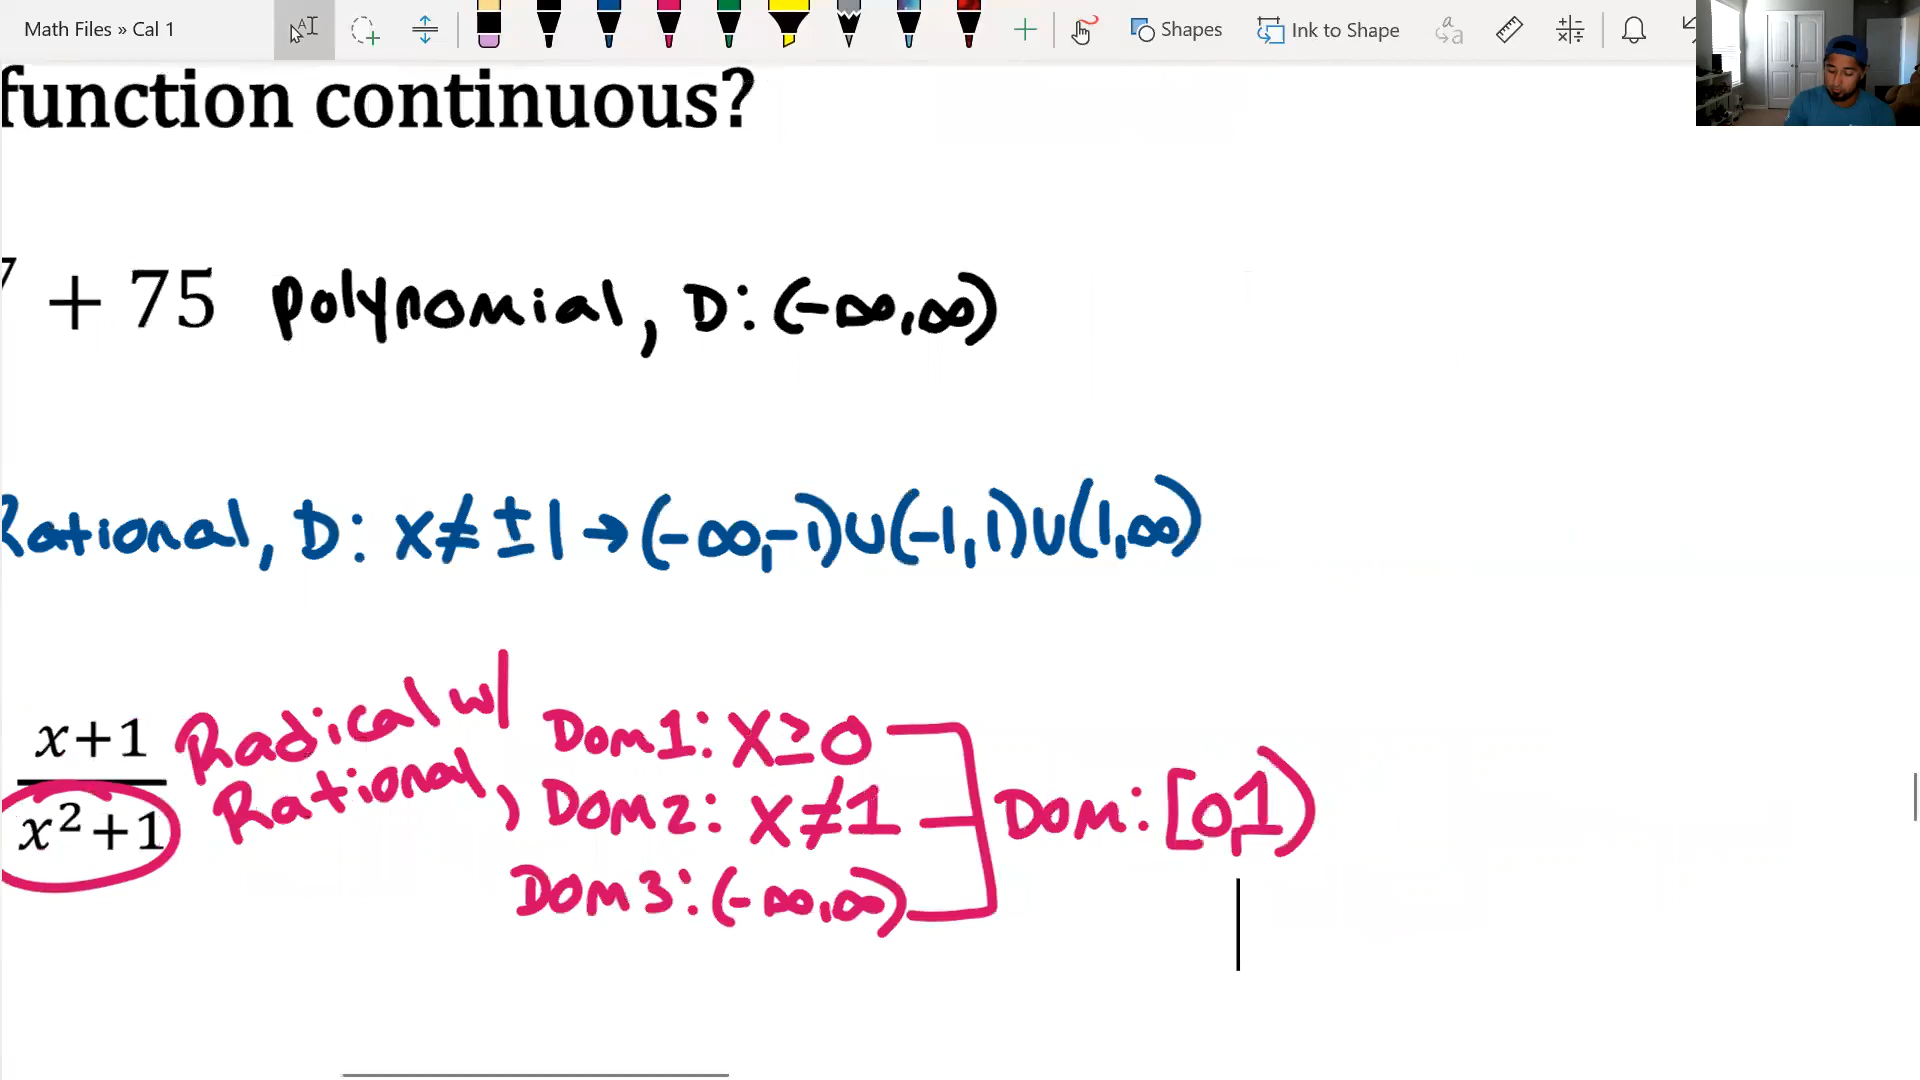 Math Files » Cal 1
Shapes
Ink to Shape
function continuous?
7 + 75 polynomial, D: (-∞,∞)
Rational, D: x≠±1→(-∞,-1)∪(-1,1)∪(1,∞)
x+1
x²+1
Radical w/
Rational,
Dom1: x≥0
Dom2: x≠1
Dom3: (-∞,∞)
Dom: [0,1)